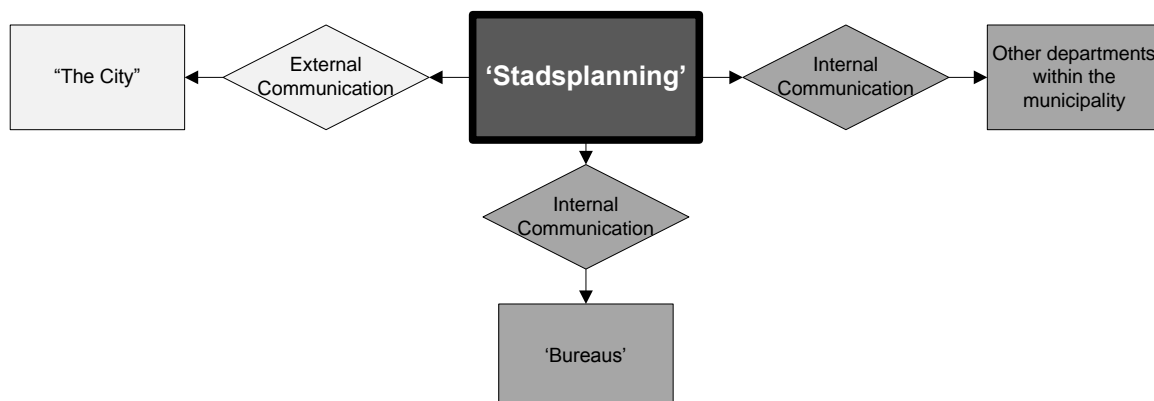 “The City”
External
Communication
‘Stadsplanning’
Internal
Communication
Other departments
within the
municipality
Internal
Communication
‘Bureaus’